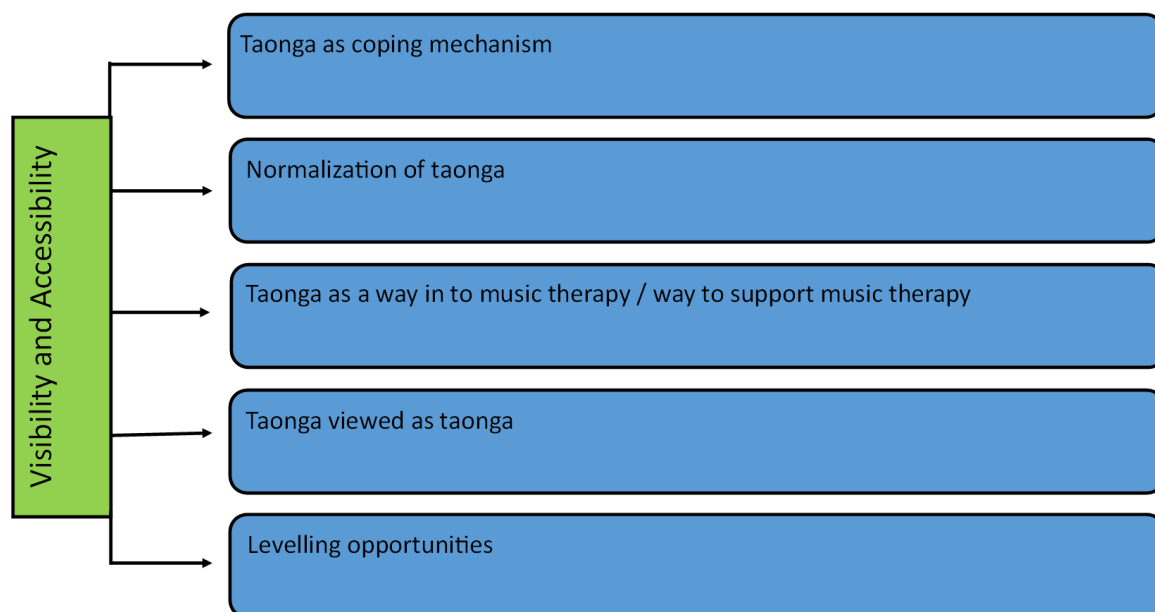 Visibility and Accessibility
Taonga as coping mechanism
Normalization of taonga
Taonga as a way in to music therapy / way to support music therapy
Taonga viewed as taonga
Levelling opportunities